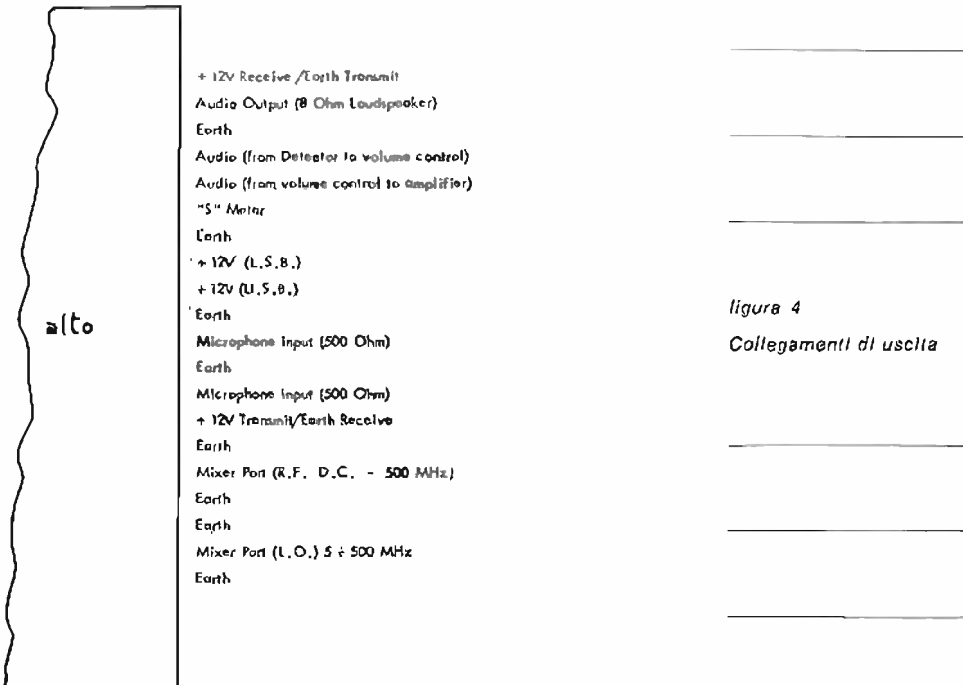 + 12V Receive /Earth Transmit
Audio Output (8 Ohm Loudspeaker)
Earth
Audio (from Detector to volume control)
Audio (from volume control to amplifier)
"S" Meter
Earth
+ 12V (L.S.B.)
+ 12V (U.S.B.)
Earth
Microphone Input (500 Ohm)
Earth
Microphone Input (500 Ohm)
+ 12V Transmit/Earth Receive
Earth
Mixer Port (R.F. D.C. - 500 MHz)
Earth
Earth
Mixer Port (L.O.) 5 ÷ 500 MHz
Earth
alto
figura 4
Collegamenti di uscita